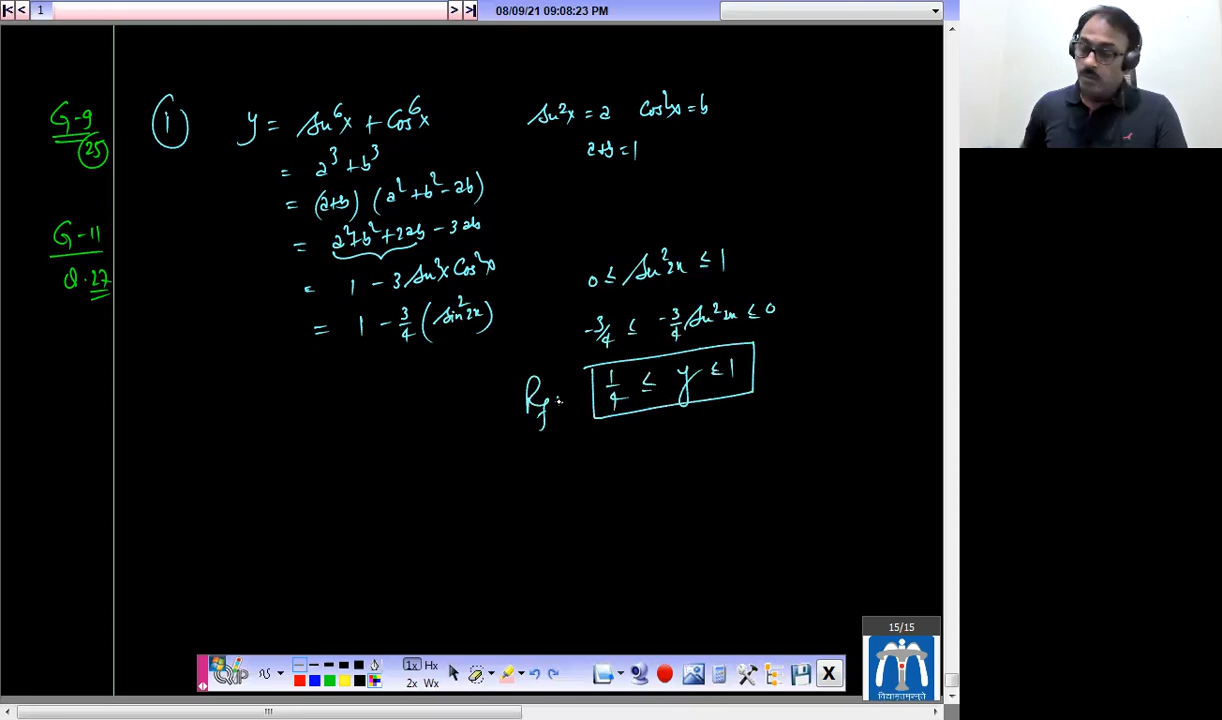 1
08/09/21 09:08:23 PM
G-9
25
G-11
Q.27
i
y = sin⁶x + cos⁶x
= a³ + b³
= (a+b) (a² + b² - ab)
= a² + b² + 2ab - 3ab
= 1 - 3 sin²x cos²x
= 1 - 3/4 (sin²2x)
sin²x = a cos²x = b
a+b = 1
0 ≤ sin²2x ≤ 1
-3/4 ≤ -3/4 sin²2x ≤ 0
Rf: 1/4 ≤ y ≤ 1
15/15
विद्यामृतमश्नुते
1x Hx
2x Wx
X